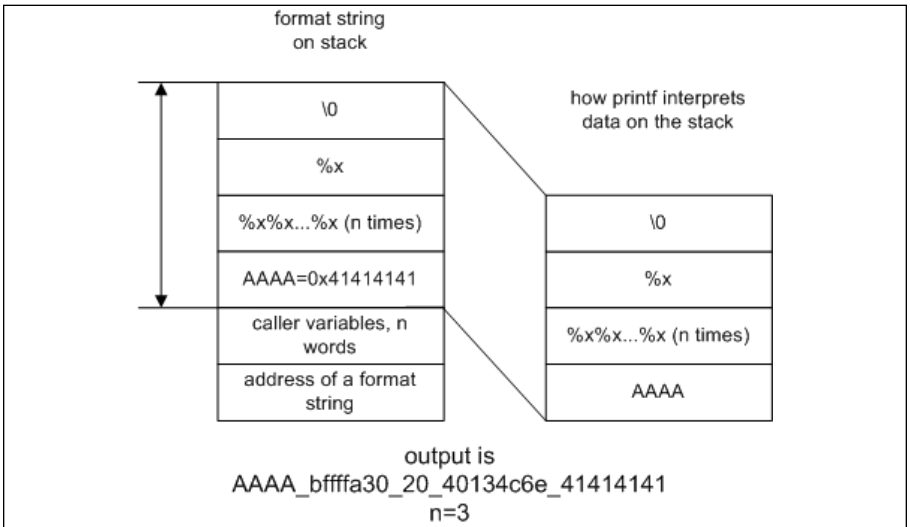 format string
on stack
\0
%x
%x%x...%x (n times)
AAAA=0x41414141
caller variables, n
words
address of a format
string
how printf interprets
data on the stack
\0
%x
%x%x...%x (n times)
AAAA
output is
AAAA_bffffa30_20_40134c6e_41414141
n=3